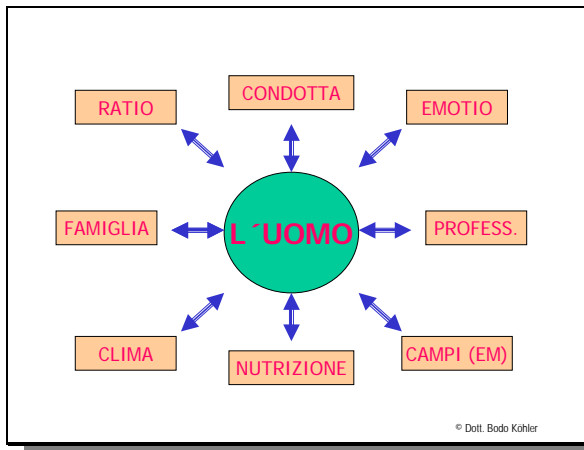 CONDOTTA
RATIO
EMOTIO
FAMIGLIA
L ´UOMO
PROFESS.
CLIMA
NUTRIZIONE
CAMPI (EM)
© Dott. Bodo Köhler